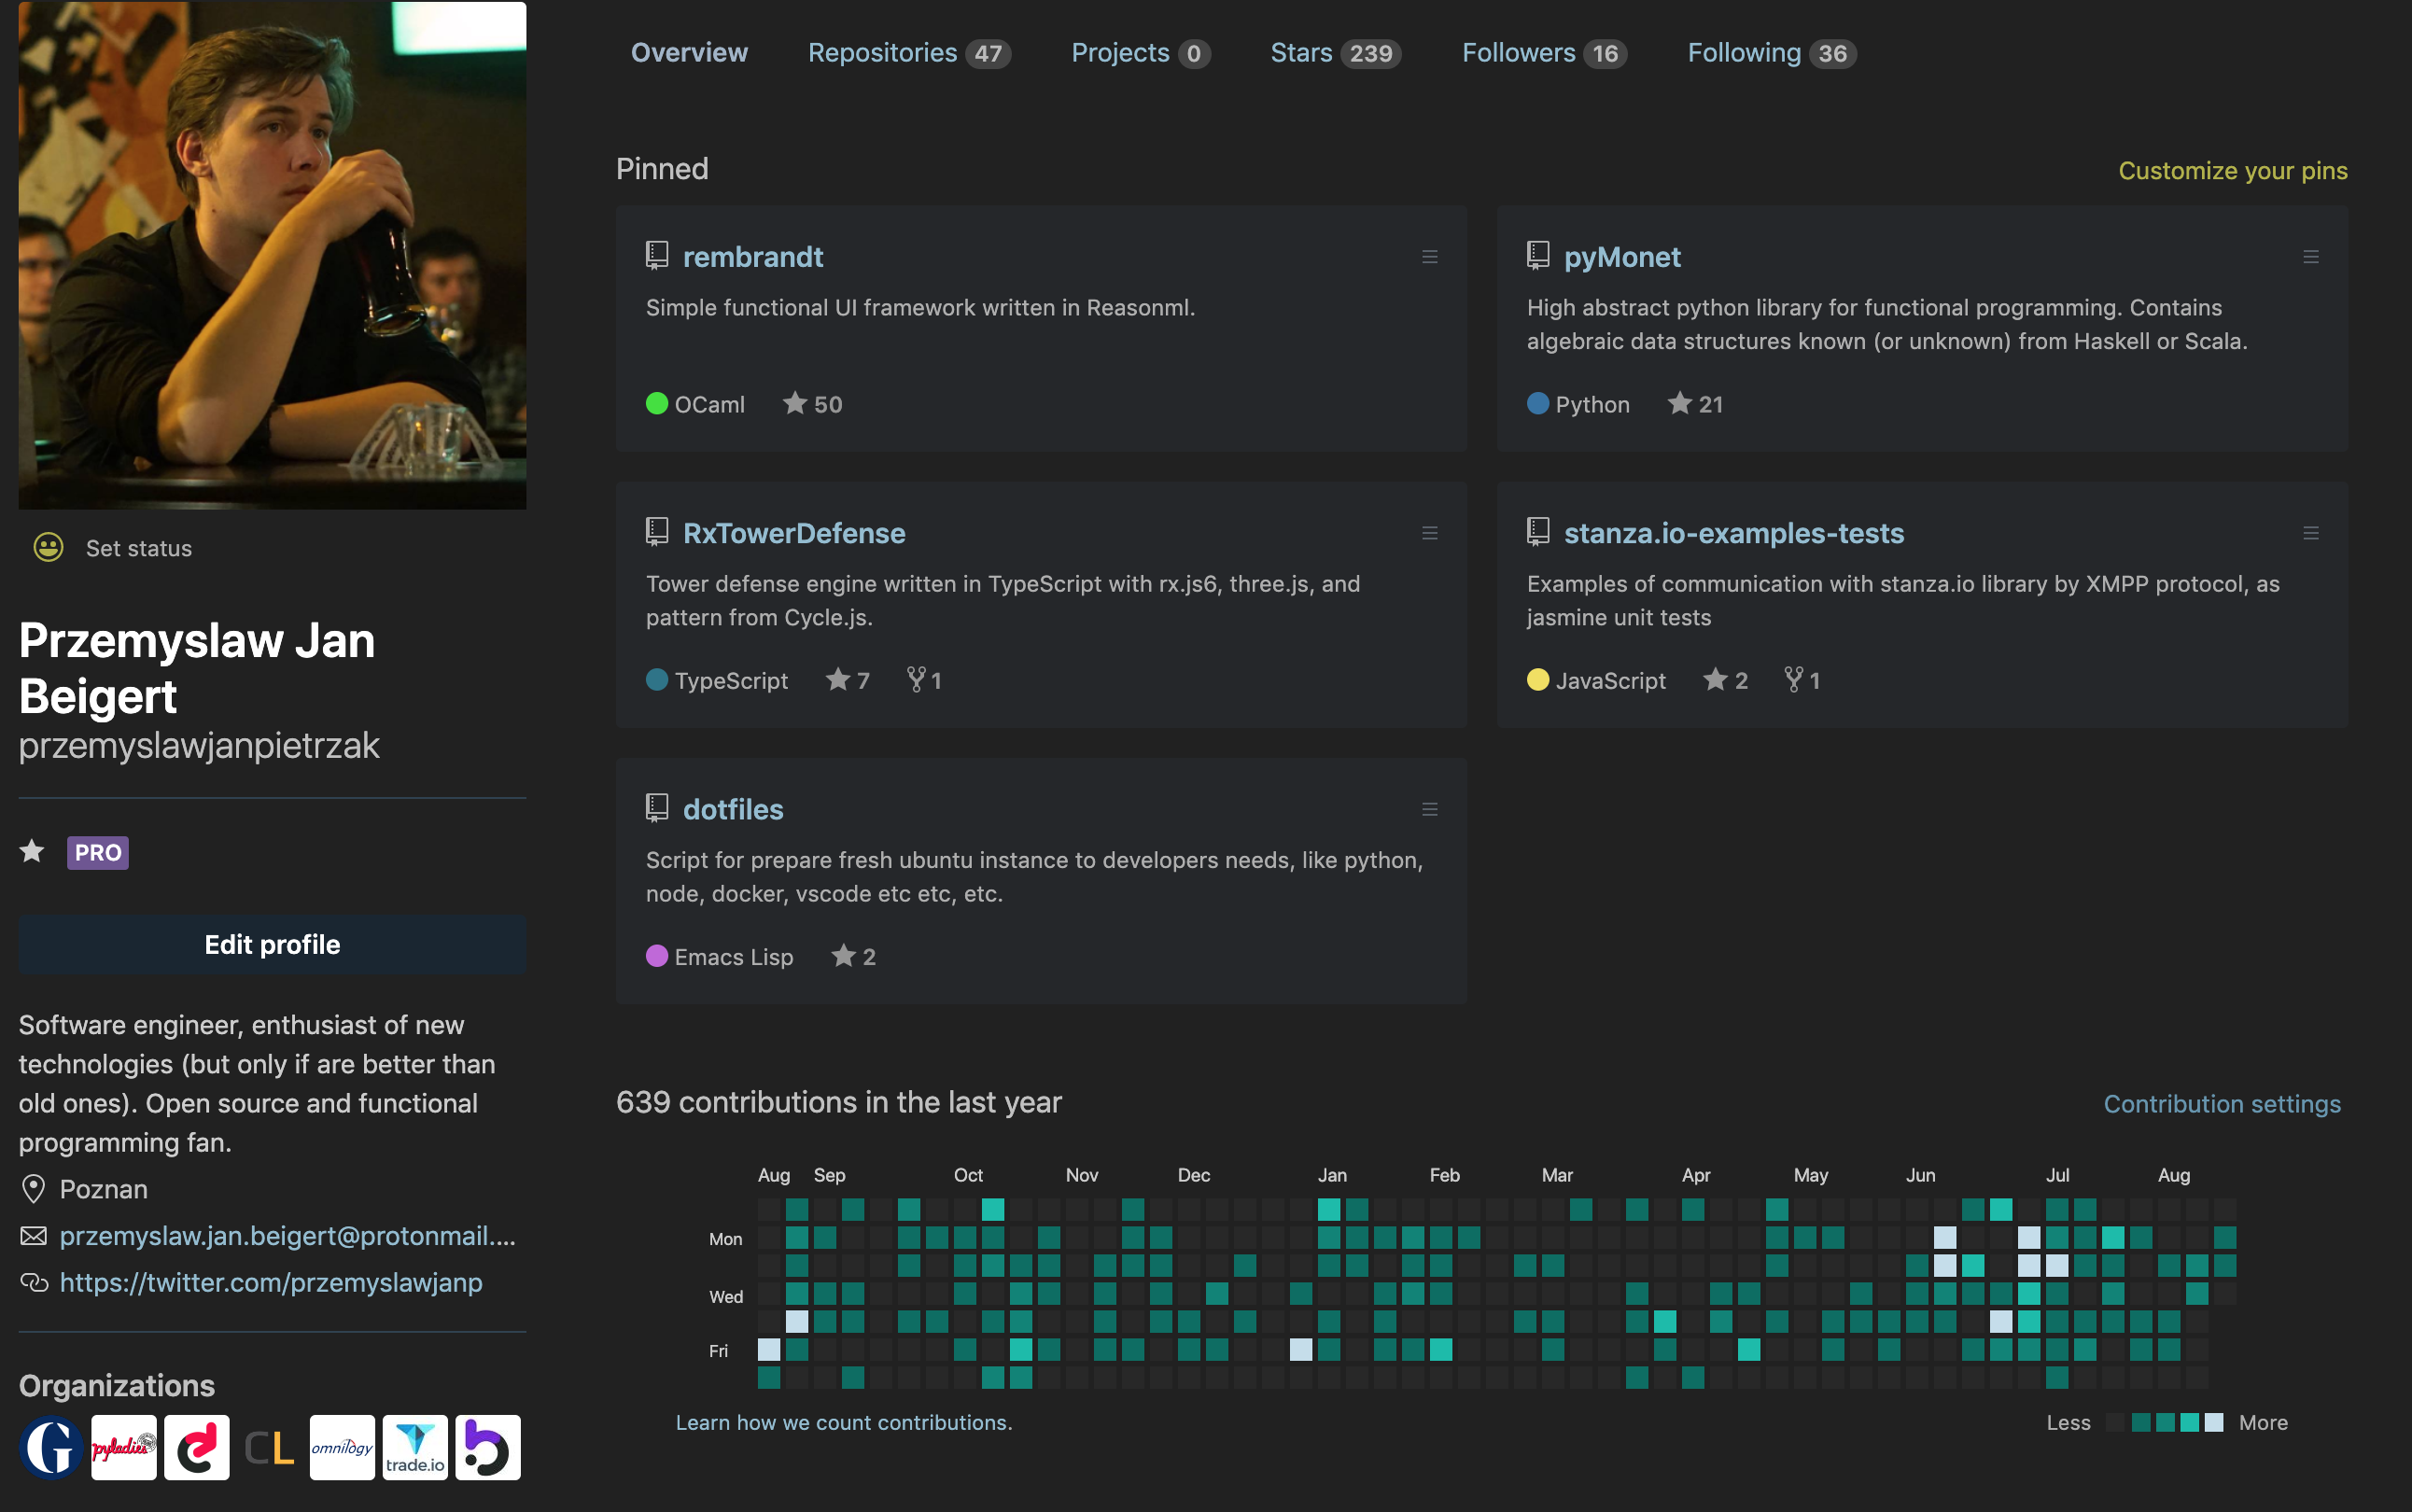 Overview Repositories 47 Projects 0 Stars 239 Followers 16 Following 36
Set status
Przemyslaw Jan
Beigert
przemyslawjanpietrzak
PRO
Edit profile
Software engineer, enthusiast of new
technologies (but only if are better than
old ones). Open source and functional
programming fan.
Poznan
przemyslaw.jan.beigert@protonmail....
https://twitter.com/przemyslawjanp
Organizations
G
pyladies
CL
omnilogy
trade.io
b
Pinned
Customize your pins
rembrandt
Simple functional UI framework written in Reasonml.
OCaml 50
pyMonet
High abstract python library for functional programming. Contains
algebraic data structures known (or unknown) from Haskell or Scala.
Python 21
RxTowerDefense
Tower defense engine written in TypeScript with rx.js6, three.js, and
pattern from Cycle.js.
TypeScript 7 1
stanza.io-examples-tests
Examples of communication with stanza.io library by XMPP protocol, as
jasmine unit tests
JavaScript 2 1
dotfiles
Script for prepare fresh ubuntu instance to developers needs, like python,
node, docker, vscode etc etc, etc.
Emacs Lisp 2
639 contributions in the last year
Contribution settings
Aug Sep Oct Nov Dec Jan Feb Mar Apr May Jun Jul Aug
Mon
Wed
Fri
Learn how we count contributions.
Less More